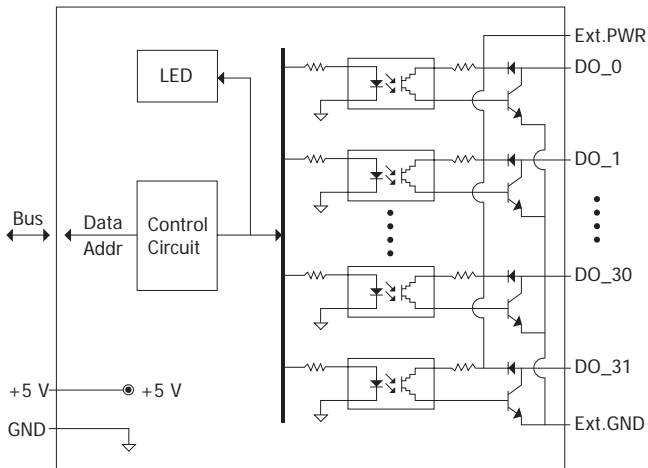 Ext.PWR
LED
DO_0
DO_1
Bus
Data
Addr
Control
Circuit
DO_30
DO_31
+5 V
+5 V
GND
Ext.GND